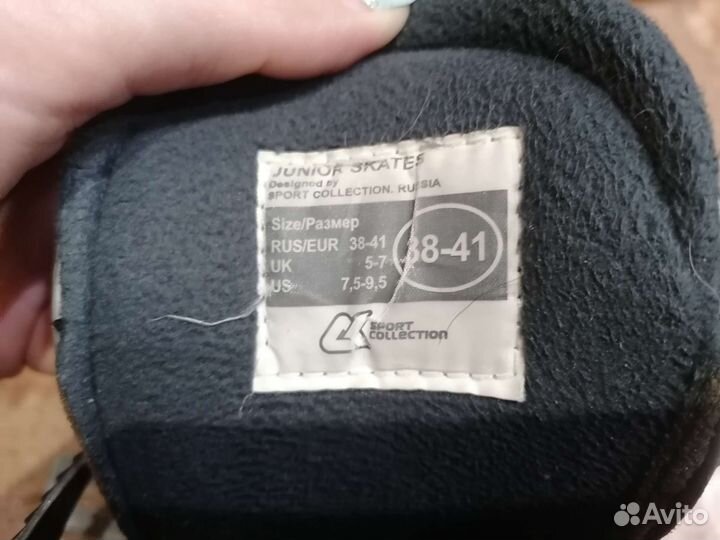 JUNIOR SKATES
Designed by
SPORT COLLECTION. RUSSIA
Size/Размер
RUS/EUR 38-41
UK 5-7
US 7,5-9,5
38-41
SPORT
COLLECTION
Avito